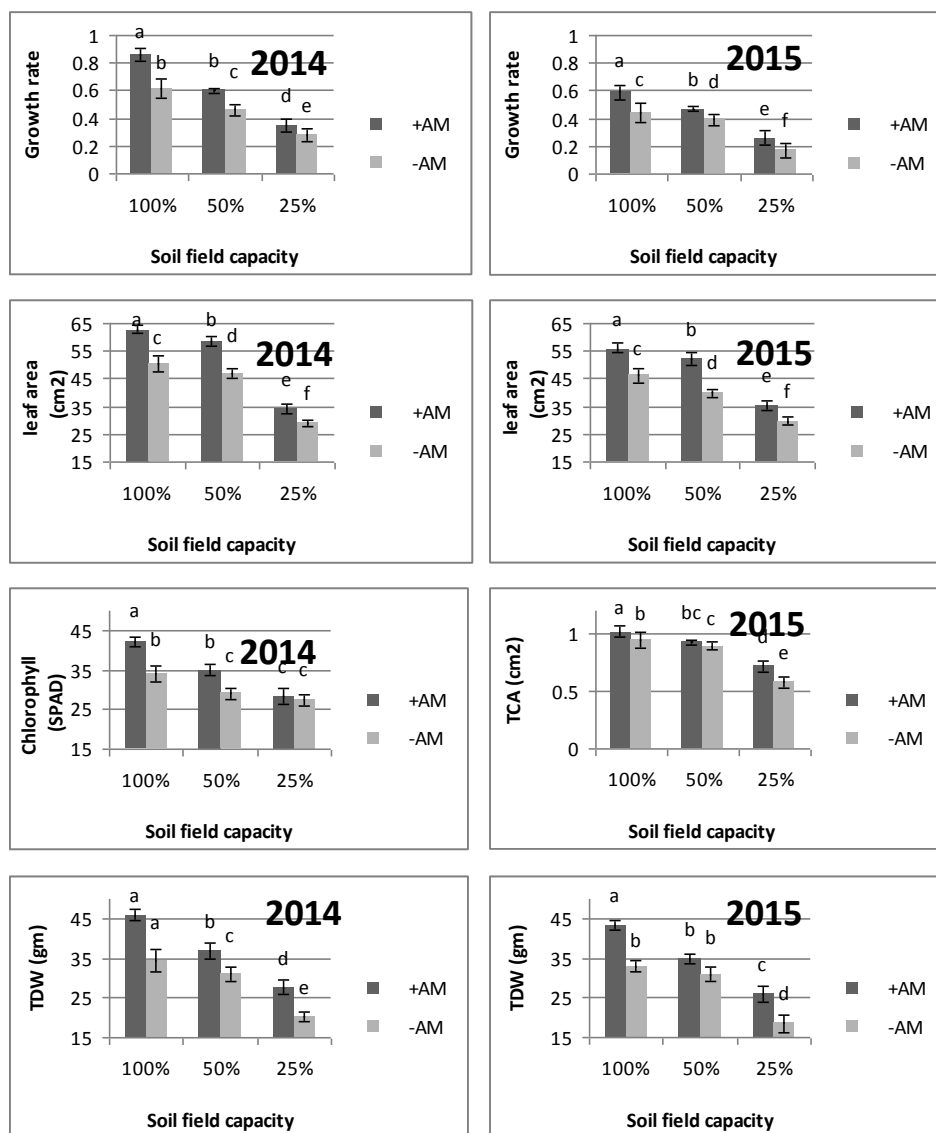 a
1
b
0.8
2014
b
c
0.6
d
0.4
e
0.2
0
Growth rate
+AM
-AM
100% 50% 25%
Soil field capacity
1
2015
0.8
a
b d
c
0.6
e
0.4
f
0.2
0
Growth rate
+AM
-AM
100% 50% 25%
Soil field capacity
65
a
b
c
d
2014
55
45
e
f
35
25
15
leaf area
(cm2)
+AM
-AM
100% 50% 25%
Soil field capacity
65
a
b
2015
55
c
d
45
e
f
35
25
15
leaf area
(cm2)
+AM
-AM
100% 50% 25%
Soil field capacity
a
45
b
b
2014
c
c c
35
25
15
Chlorophyll
(SPAD)
+AM
-AM
100% 50% 25%
Soil field capacity
a b
bc c
2015
1
d
e
0.5
0
TCA (cm2)
+AM
-AM
100% 50% 25%
Soil field capacity
a
2014
45
a
b
c
d
35
e
25
15
TDW (gm)
+AM
-AM
100% 50% 25%
Soil field capacity
a
2015
45
b
b b
35
c
d
25
15
TDW (gm)
+AM
-AM
100% 50% 25%
Soil field capacity